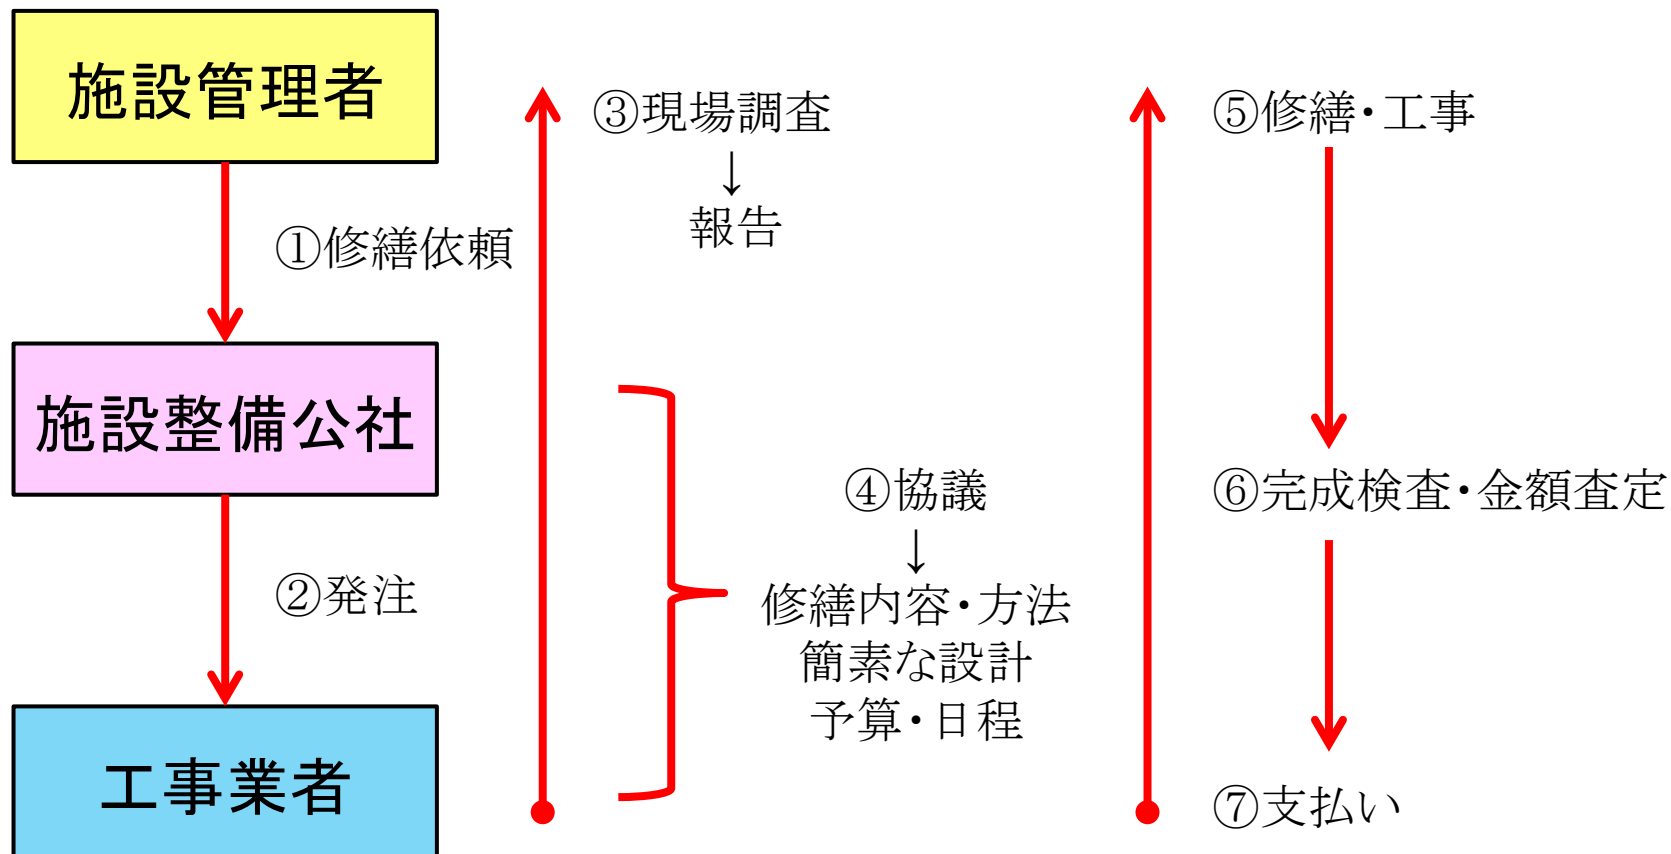 施設管理者
①修繕依頼
施設整備公社
②発注
工事業者
③現場調査
↓
報告
④協議
↓
修繕内容・方法
簡素な設計
予算・日程
⑤修繕・工事
⑥完成検査・金額査定
⑦支払い